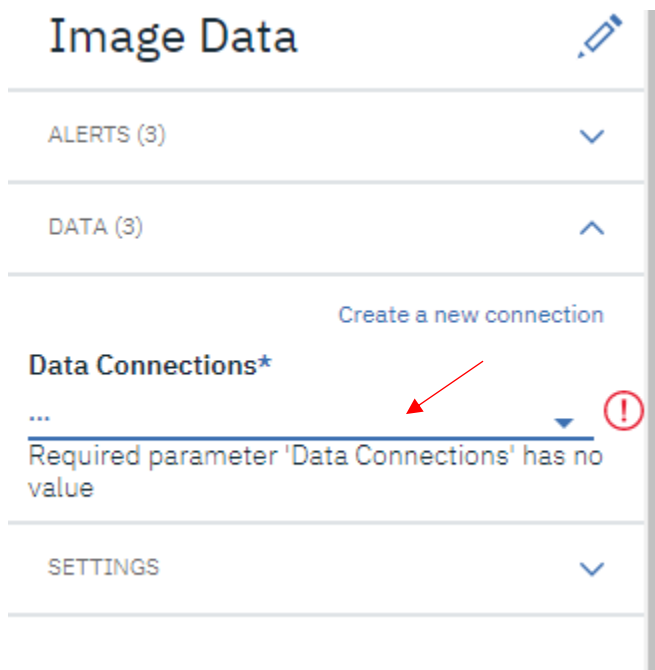 Image Data
ALERTS (3)
DATA (3)
Create a new connection
Data Connections*
...
Required parameter 'Data Connections' has no
value
SETTINGS